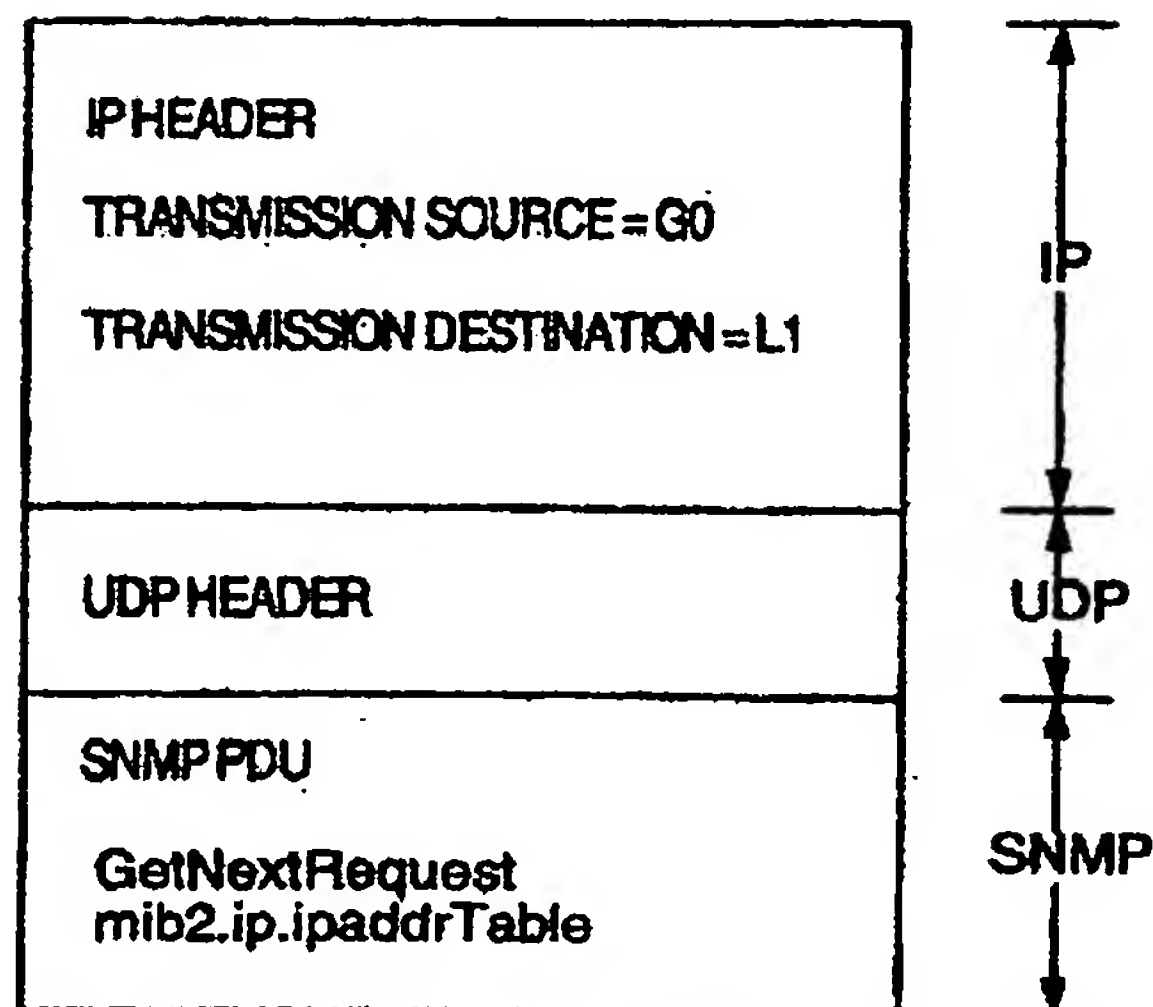 IP HEADER
TRANSMISSION SOURCE = G0
TRANSMISSION DESTINATION = L1
IP
UDP HEADER
UDP
SNMP PDU
GetNextRequest
mib2.ip.ipaddrTable
SNMP